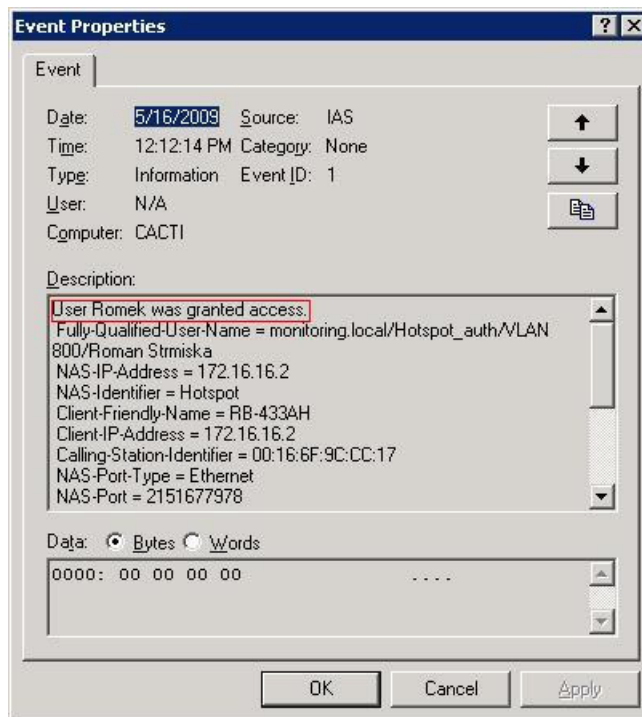 Event Properties
Event
Date: 5/16/2009 Source: IAS
Time: 12:12:14 PM Category: None
Type: Information Event ID: 1
User: N/A
Computer: CACTI
Description:
User Romek was granted access.
Fully-Qualified-User-Name = monitoring.local/Hotspot_auth/VLAN
800/Roman Strmiska
NAS-IP-Address = 172.16.16.2
NAS-Identifier = Hotspot
Client-Friendly-Name = RB-433AH
Client-IP-Address = 172.16.16.2
Calling-Station-Identifier = 00:16:6F:9C:CC:17
NAS-Port-Type = Ethernet
NAS-Port = 2151677978
Data: Bytes Words
0000: 00 00 00 00 ....
OK Cancel Apply